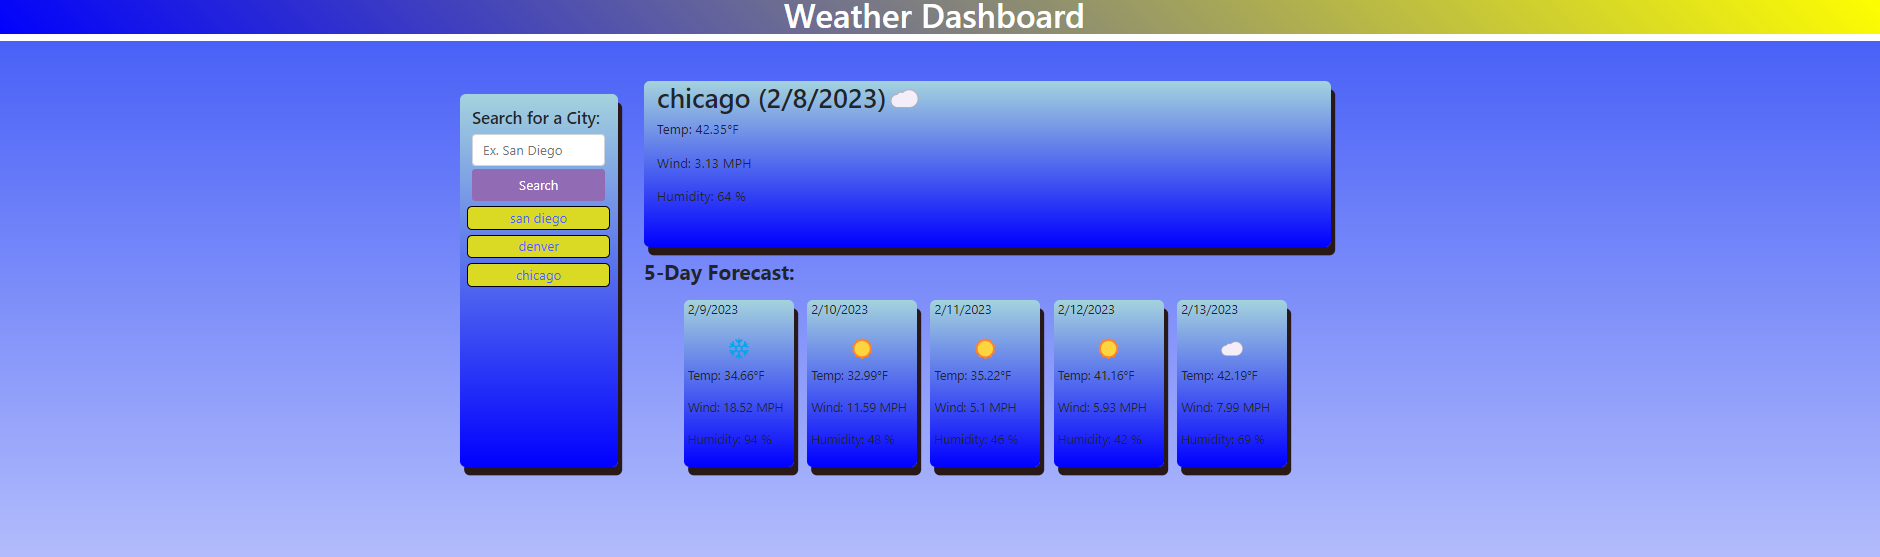 Weather Dashboard
Search for a City:
Ex. San Diego
Search
san diego
denver
chicago
chicago (2/8/2023)
Temp: 42.35°F
Wind: 3.13 MPH
Humidity: 64 %
5-Day Forecast:
2/9/2023
Temp: 34.66°F
Wind: 18.52 MPH
Humidity: 94 %
2/10/2023
Temp: 32.99°F
Wind: 11.59 MPH
Humidity: 48 %
2/11/2023
Temp: 35.22°F
Wind: 5.1 MPH
Humidity: 46 %
2/12/2023
Temp: 41.16°F
Wind: 5.93 MPH
Humidity: 42 %
2/13/2023
Temp: 42.19°F
Wind: 7.99 MPH
Humidity: 69 %